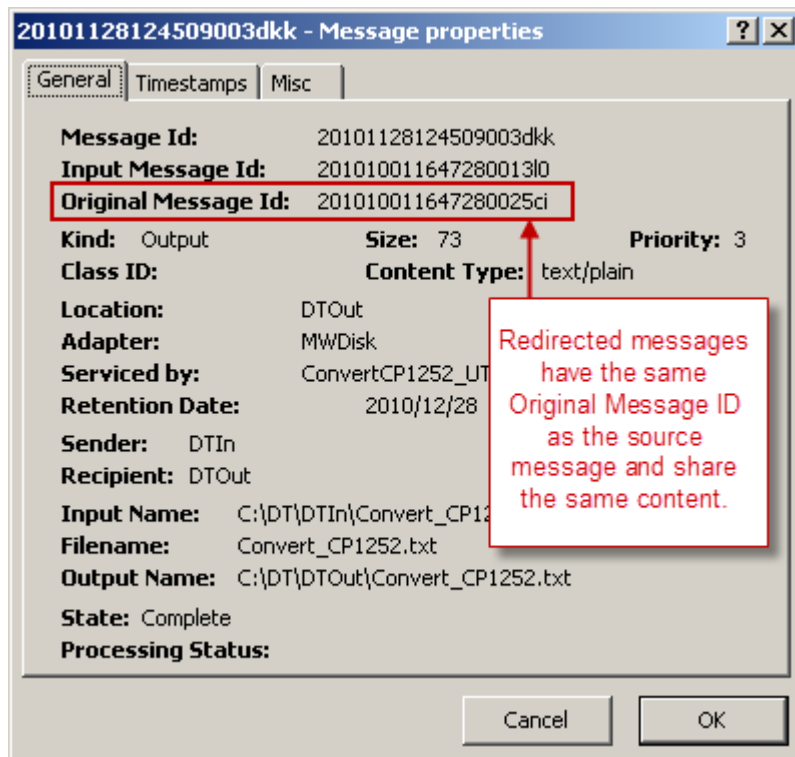 20101128124509003dkk - Message properties
General Timestamps Misc
Message Id: 20101128124509003dkk
Input Message Id: 201010011647280013l0
Original Message Id: 201010011647280025ci
Kind: Output Size: 73 Priority: 3
Class ID: Content Type: text/plain
Location: DTOut
Adapter: MWDisk
Serviced by: ConvertCP1252_UT
Retention Date: 2010/12/28
Sender: DTIn
Recipient: DTOut
Input Name: C:\DT\DTIn\Convert_CP12
Filename: Convert_CP1252.txt
Output Name: C:\DT\DTOut\Convert_CP1252.txt
State: Complete
Processing Status:
Redirected messages
have the same
Original Message ID
as the source
message and share
the same content.
Cancel OK